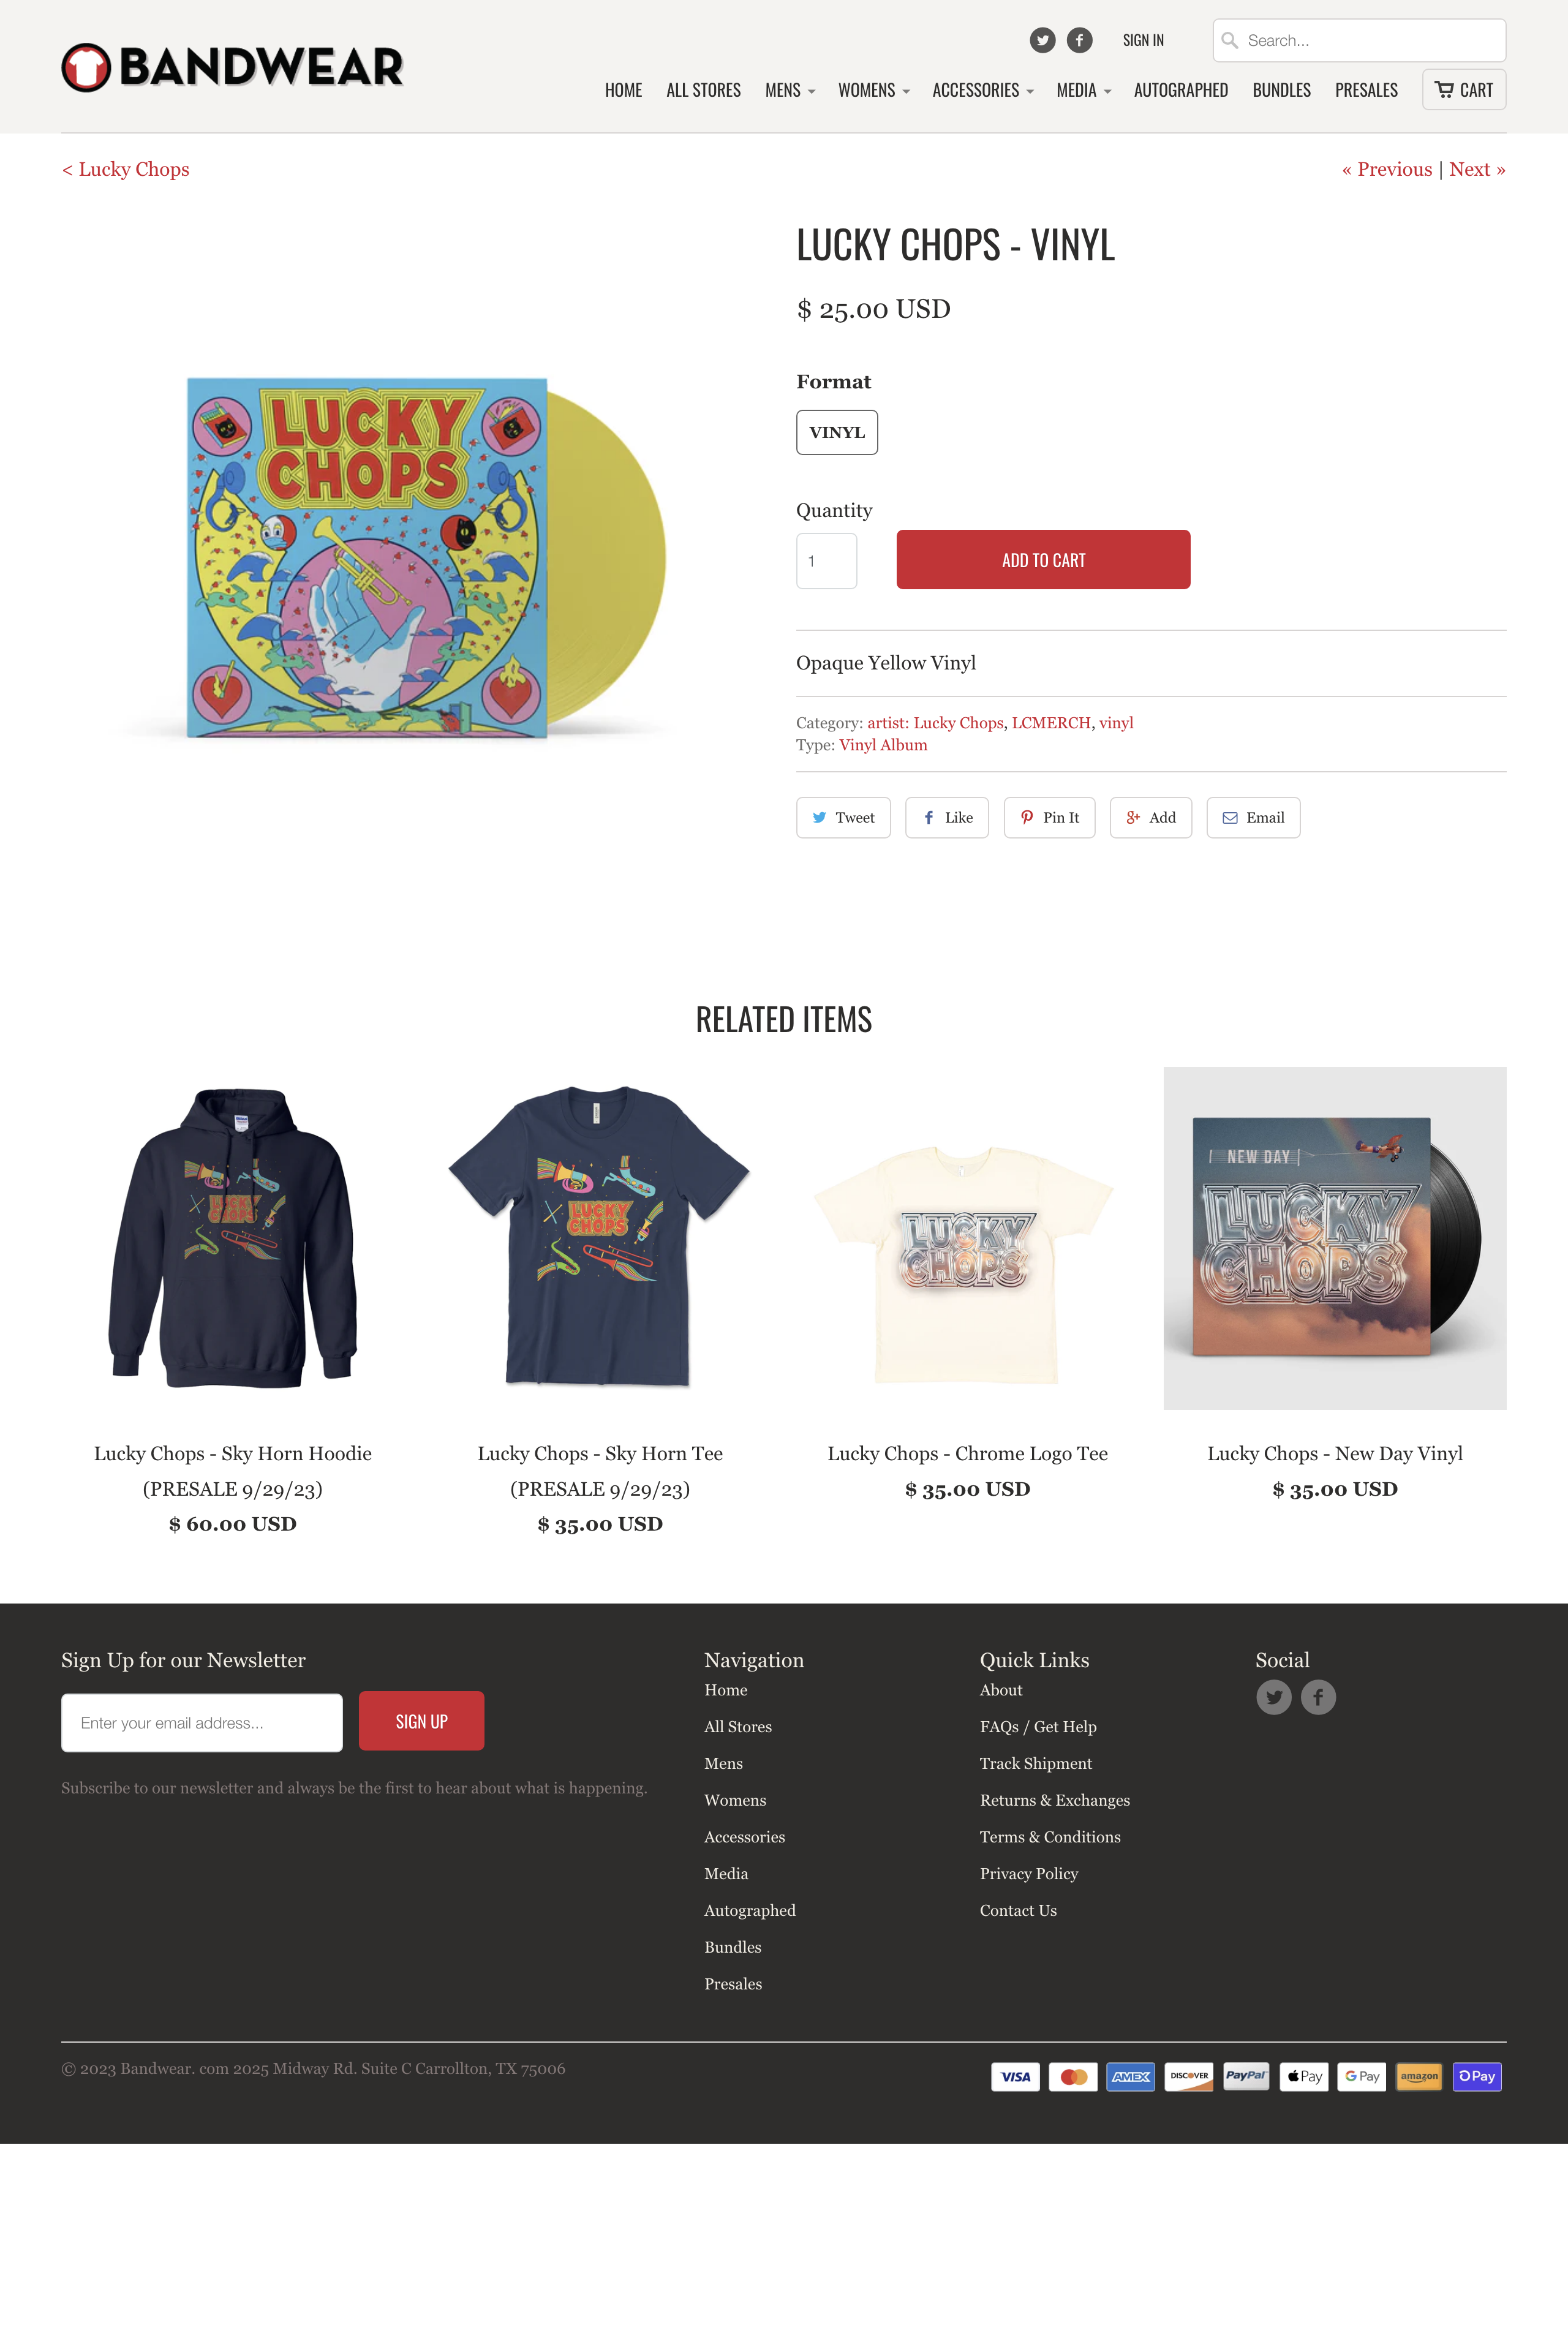 BANDWEAR
SIGN IN
Search...
HOME ALL STORES MENS WOMENS ACCESSORIES MEDIA AUTOGRAPHED BUNDLES PRESALES CART
< Lucky Chops
« Previous | Next »
LUCKY CHOPS - VINYL
$ 25.00 USD
LUCKY
CHOPS
Format
VINYL
Quantity
1
ADD TO CART
Opaque Yellow Vinyl
Category: artist: Lucky Chops, LCMERCH, vinyl
Type: Vinyl Album
Tweet
Like
Pin It
Add
Email
RELATED ITEMS
LUCKY
CHOPS
LUCKY
CHOPS
LUCKY
CHOPS
NEW DAY
LUCKY
CHOPS
Lucky Chops - Sky Horn Hoodie
(PRESALE 9/29/23)
$ 60.00 USD
Lucky Chops - Sky Horn Tee
(PRESALE 9/29/23)
$ 35.00 USD
Lucky Chops - Chrome Logo Tee
$ 35.00 USD
Lucky Chops - New Day Vinyl
$ 35.00 USD
Sign Up for our Newsletter
Enter your email address...
SIGN UP
Subscribe to our newsletter and always be the first to hear about what is happening.
Navigation
Home
All Stores
Mens
Womens
Accessories
Media
Autographed
Bundles
Presales
Quick Links
About
FAQs / Get Help
Track Shipment
Returns & Exchanges
Terms & Conditions
Privacy Policy
Contact Us
Social
© 2023 Bandwear. com 2025 Midway Rd. Suite C Carrollton, TX 75006
VISA
AMEX
DISCOVER
PayPal
Pay
G Pay
amazon
Pay